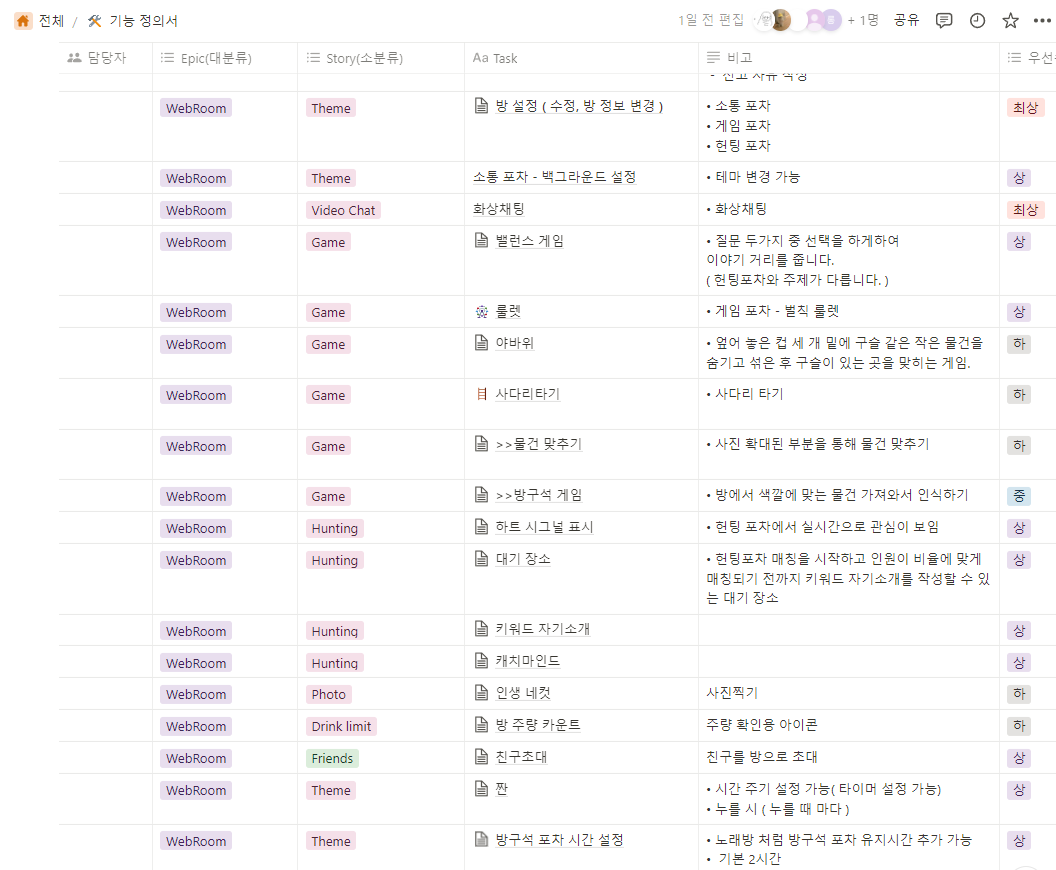 전체 / 기능 정의서
1일 전 편집 + 1명 공유
담당자 Epic(대분류) Story(소분류) Aa Task 비고
- 신고 사유 작성
WebRoom Theme 방 설정 ( 수정, 방 정보 변경 ) • 소통 포차 최상
• 게임 포차
• 헌팅 포차
WebRoom Theme 소통 포차 - 백그라운드 설정 • 테마 변경 가능 상
WebRoom Video Chat 화상채팅 • 화상채팅 최상
WebRoom Game 밸런스 게임 • 질문 두가지 중 선택을 하게하여 상
이야기 거리를 줍니다.
( 헌팅포차와 주제가 다릅니다. )
WebRoom Game 룰렛 • 게임 포차 - 벌칙 룰렛 상
WebRoom Game 야바위 • 엎어 놓은 컵 세 개 밑에 구슬 같은 작은 물건을 하
숨기고 섞은 후 구슬이 있는 곳을 맞히는 게임.
WebRoom Game 사다리타기 • 사다리 타기 하
WebRoom Game >>물건 맞추기 • 사진 확대된 부분을 통해 물건 맞추기 하
WebRoom Game >>방구석 게임 • 방에서 색깔에 맞는 물건 가져와서 인식하기 중
WebRoom Hunting 하트 시그널 표시 • 헌팅 포차에서 실시간으로 관심이 보임 상
WebRoom Hunting 대기 장소 • 헌팅포차 매칭을 시작하고 인원이 비율에 맞게 상
매칭되기 전까지 키워드 자기소개를 작성할 수 있
는 대기 장소
WebRoom Hunting 키워드 자기소개 상
WebRoom Hunting 캐치마인드 상
WebRoom Photo 인생 네컷 사진찍기 하
WebRoom Drink limit 방 주량 카운트 주량 확인용 아이콘 하
WebRoom Friends 친구초대 친구를 방으로 초대 상
WebRoom Theme 짠 • 시간 주기 설정 가능( 타이머 설정 가능) 상
• 누를 시 ( 누를 때 마다 )
WebRoom Theme 방구석 포차 시간 설정 • 노래방 처럼 방구석 포차 유지시간 추가 가능 상
• 기본 2시간